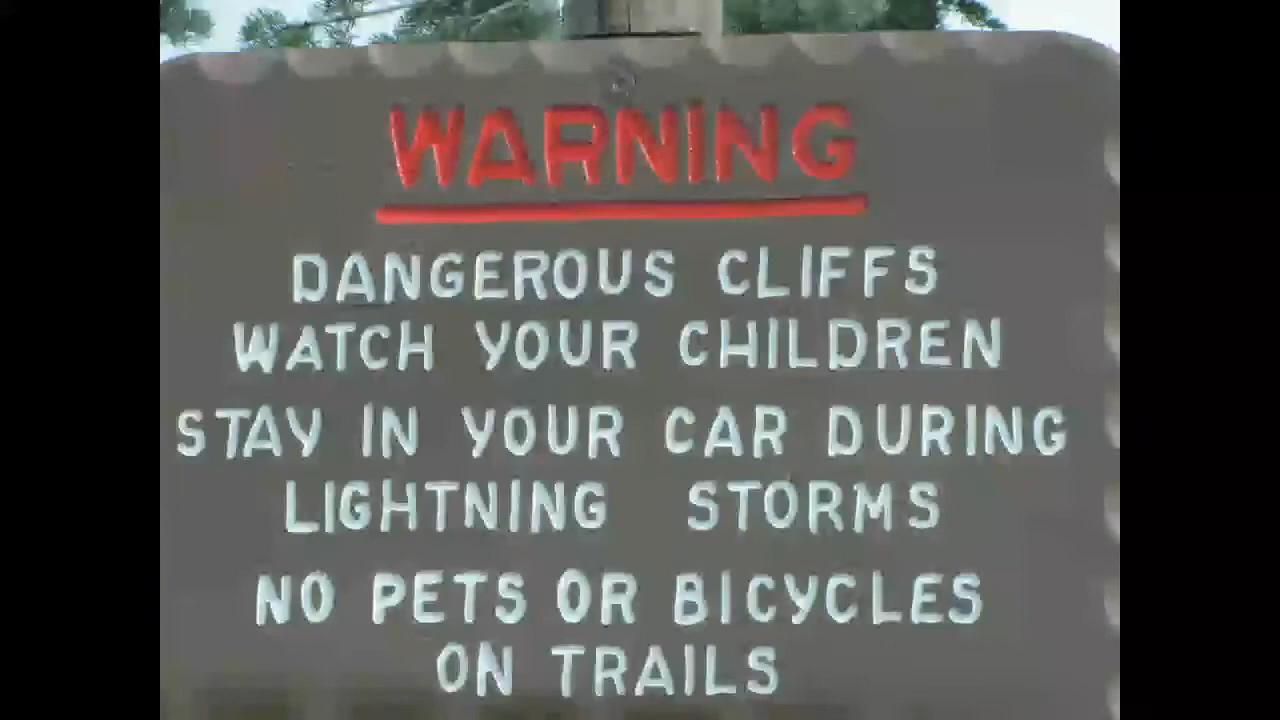 WARNING
DANGEROUS CLIFFS
WATCH YOUR CHILDREN
STAY IN YOUR CAR DURING
LIGHTNING STORMS
NO PETS OR BICYCLES
ON TRAILS